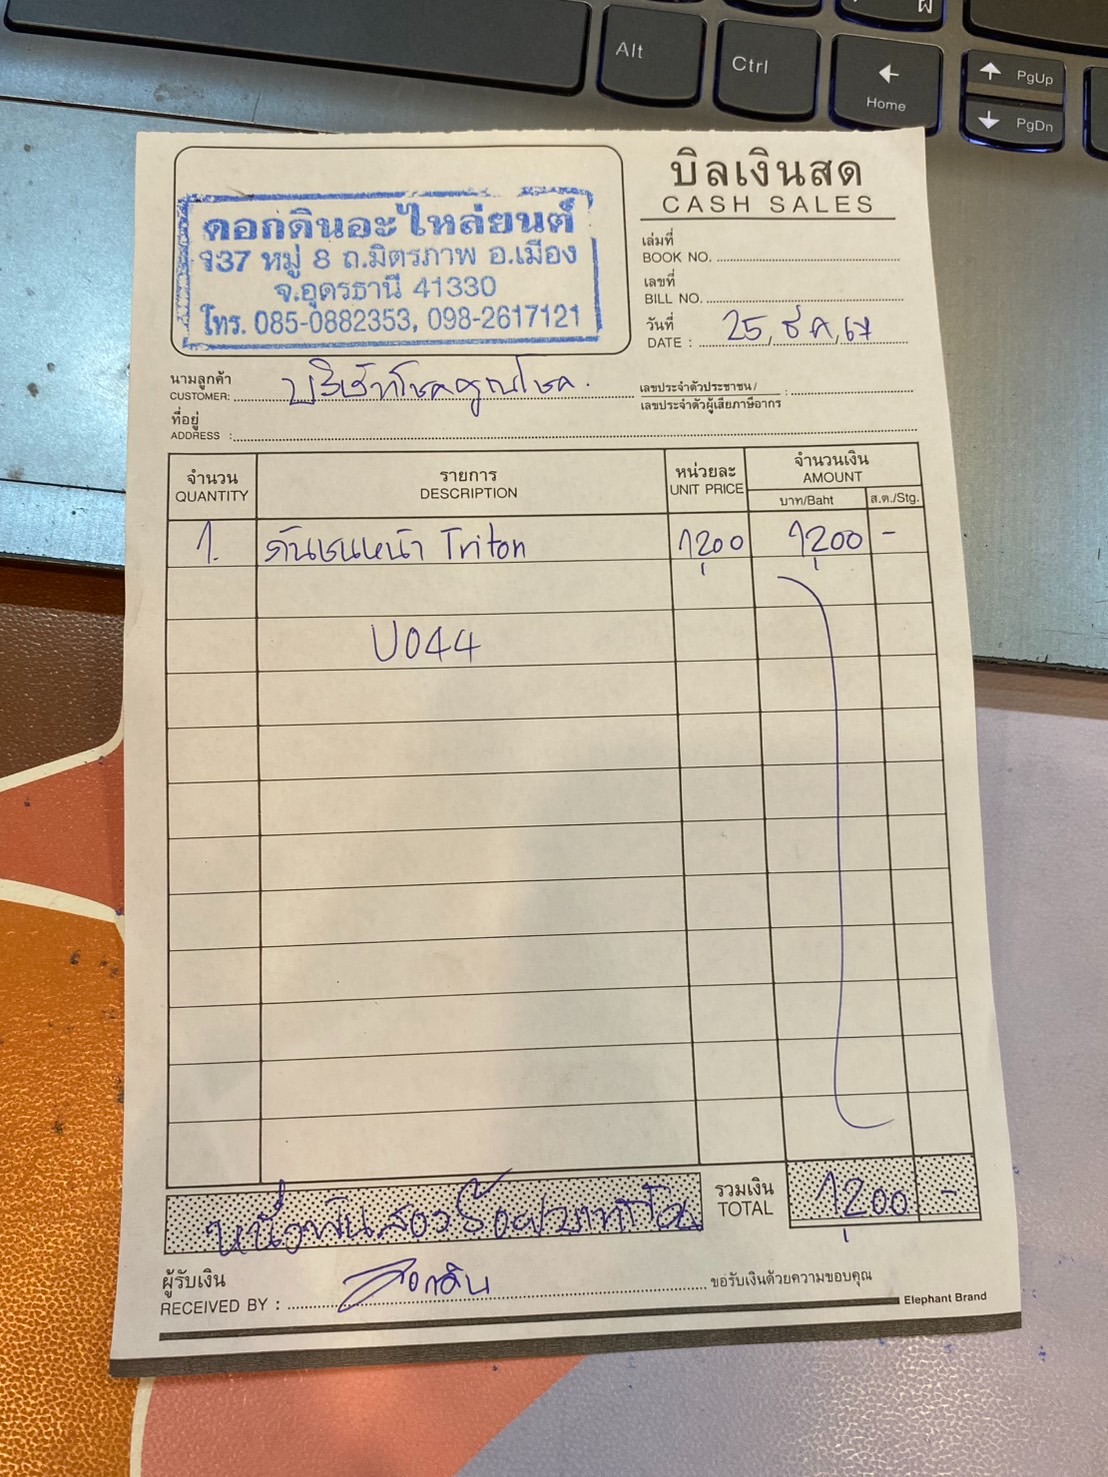 Alt
Ctrl
Home
PgUp
PgDn
บิลเงินสด
CASH SALES
ดอกดินอะไหล่ยนต์
137 หมู่ 8 ถ.มิตรภาพ อ.เมือง
จ.อุดรธานี 41330
โทร. 085-0882353, 098-2617121
เล่มที่
BOOK NO.
เลขที่
BILL NO.
วันที่
DATE : 25, ธ ค, 67
นามลูกค้า
CUSTOMER: บริษัทโชคคูณโชค.
เลขประจำตัวประชาชน /
เลขประจำตัวผู้เสียภาษีอากร :
ที่อยู่
ADDRESS :
จำนวน รายการ หน่วยละ จำนวนเงิน
QUANTITY DESCRIPTION UNIT PRICE AMOUNT
บาท/Baht ส.ต./Stg.
1. กันชนหน้า Triton 1200 1200 -
U044
หนึ่งพันสองร้อยบาท รวมเงิน
TOTAL 1200 -
ผู้รับเงิน
RECEIVED BY : ดอกดิน ขอรับเงินด้วยความขอบคุณ
Elephant Brand